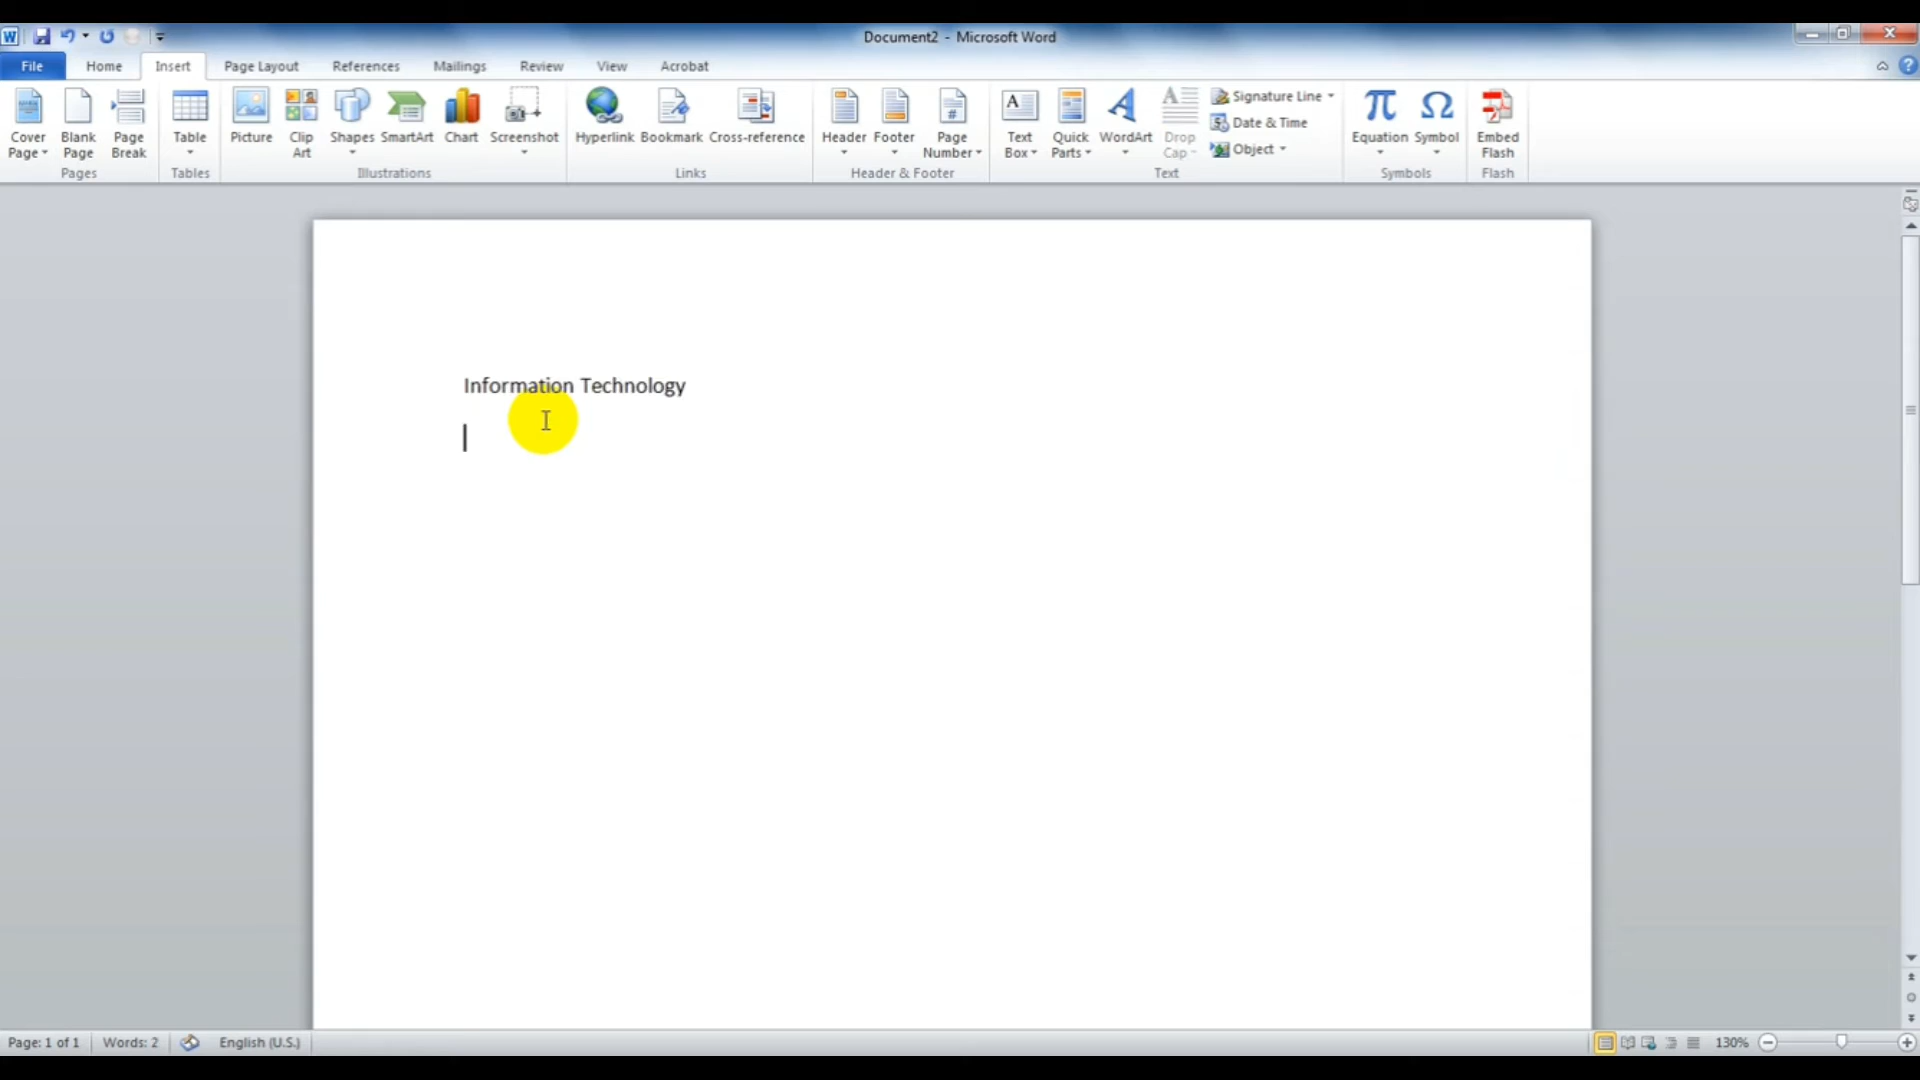 Document2 - Microsoft Word
File Home Insert Page Layout References Mailings Review View Acrobat
Cover Page
Blank Page
Page Break
Pages
Table
Tables
Picture
Clip Art
Shapes
SmartArt
Chart
Screenshot
Illustrations
Hyperlink
Bookmark
Cross-reference
Links
Header
Footer
Page Number
Header & Footer
Text Box
Quick Parts
WordArt
Drop Cap
Signature Line
Date & Time
Object
Text
Equation
Symbol
Symbols
Embed Flash
Flash
Information Technology
Page: 1 of 1 Words: 2 English (U.S.) 130%